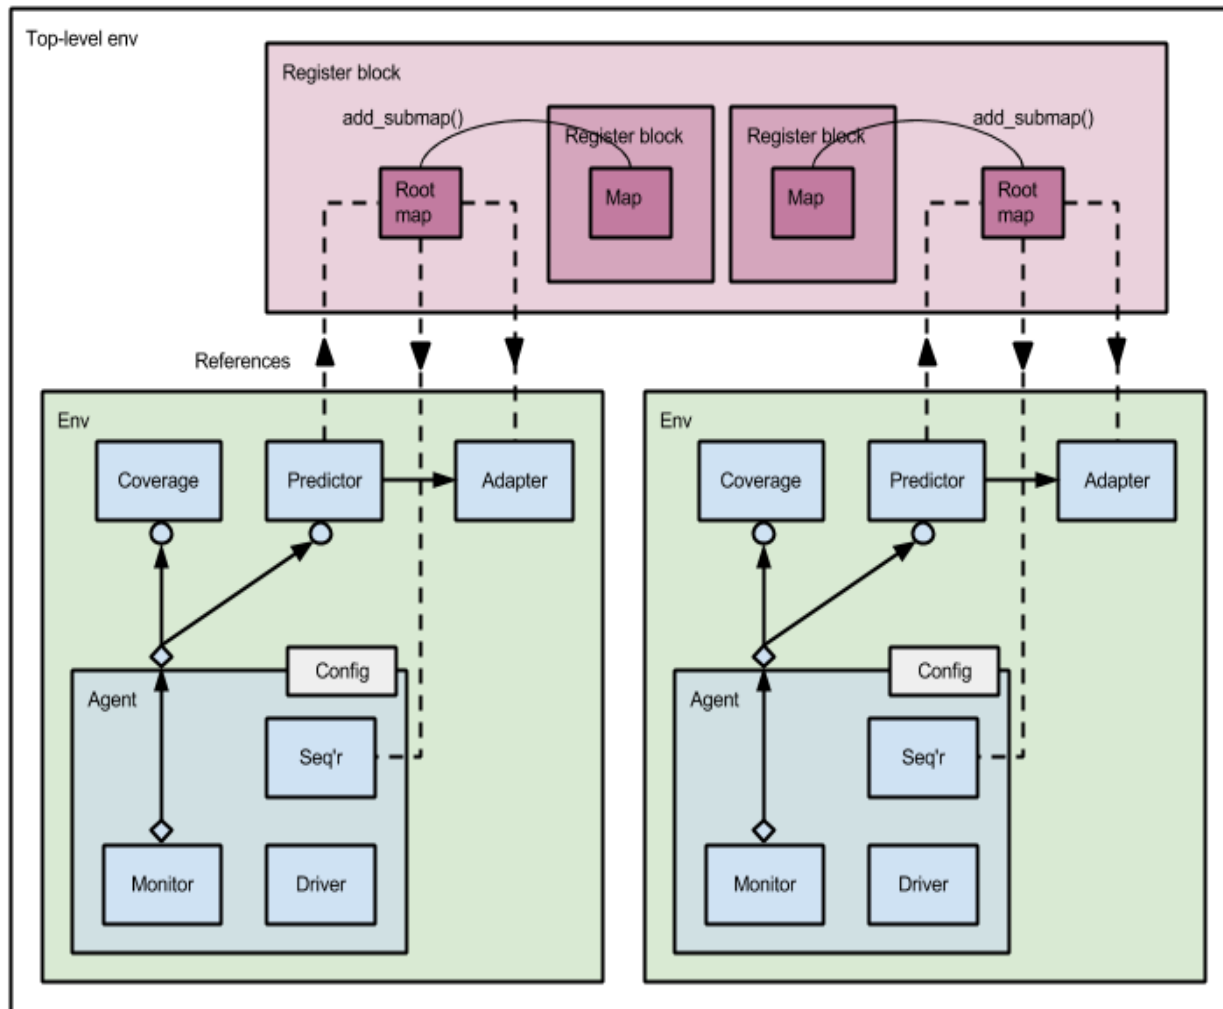 Top-level env
Register block
add_submap()
add_submap()
Register block
Register block
Root
map
Map
Map
Root
map
References
Env
Env
Coverage
Predictor
Adapter
Coverage
Predictor
Adapter
Config
Config
Agent
Agent
Seq'r
Seq'r
Monitor
Driver
Monitor
Driver